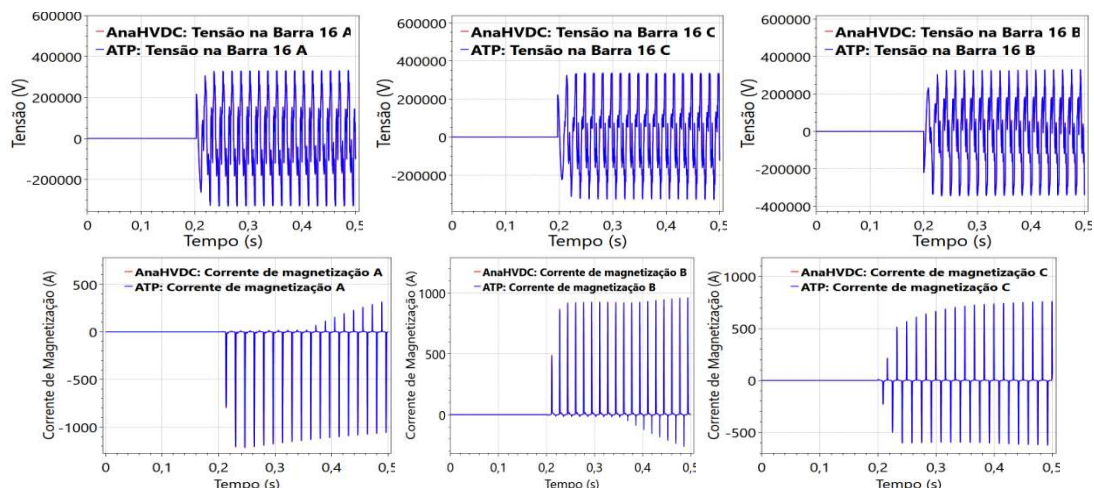 600000
AnaHVDC: Tensão na Barra 16 A
ATP: Tensão na Barra 16 A
400000
200000
0
-200000
Tensão (V)
0 0,1 0,2 0,3 0,4 0,5
Tempo (s)
600000
AnaHVDC: Tensão na Barra 16 C
ATP: Tensão na Barra 16 C
400000
200000
0
-200000
Tensão (V)
0 0,1 0,2 0,3 0,4 0,5
Tempo (s)
600000
AnaHVDC: Tensão na Barra 16 B
ATP: Tensão na Barra 16 B
400000
200000
0
-200000
-400000
Tensão (V)
0 0,1 0,2 0,3 0,4 0,5
Tempo (s)
AnaHVDC: Corrente de magnetização A
ATP: Corrente de magnetização A
500
0
-500
-1000
Corrente de Magnetização (A)
0 0,1 0,2 0,3 0,4 0,5
Tempo (s)
AnaHVDC: Corrente de magnetização B
ATP: Corrente de magnetização B
1000
500
0
Corrente de Magnetização (A)
0 0,1 0,2 0,3 0,4 0,5
Tempo (s)
AnaHVDC: Corrente de magnetização C
ATP: Corrente de magnetização C
1000
500
0
-500
Corrente de Magnetização (A)
0 0,1 0,2 0,3 0,4 0,5
Tempo (s)